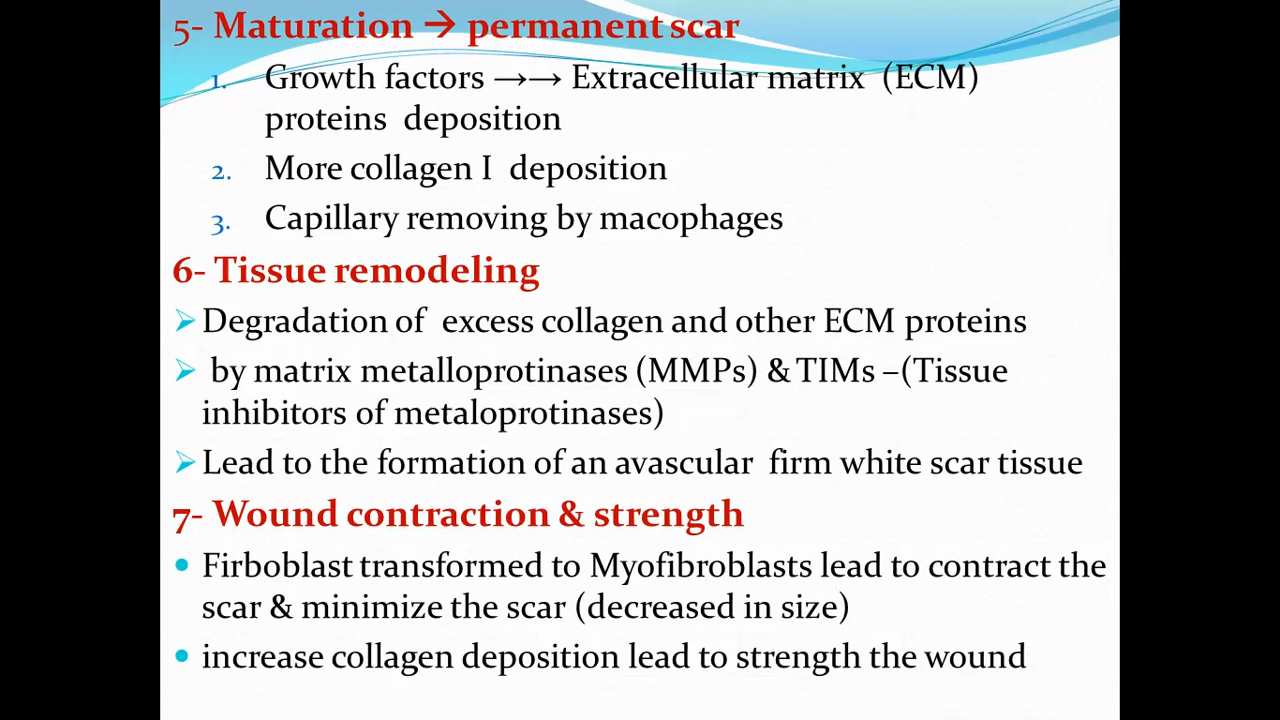 5- Maturation → permanent scar
1. Growth factors →→ Extracellular matrix (ECM)
proteins deposition
2. More collagen I deposition
3. Capillary removing by macophages
6- Tissue remodeling
➢ Degradation of excess collagen and other ECM proteins
➢ by matrix metalloprotinases (MMPs) & TIMs –(Tissue
inhibitors of metaloprotinases)
➢ Lead to the formation of an avascular firm white scar tissue
7- Wound contraction & strength
• Firboblast transformed to Myofibroblasts lead to contract the
scar & minimize the scar (decreased in size)
• increase collagen deposition lead to strength the wound